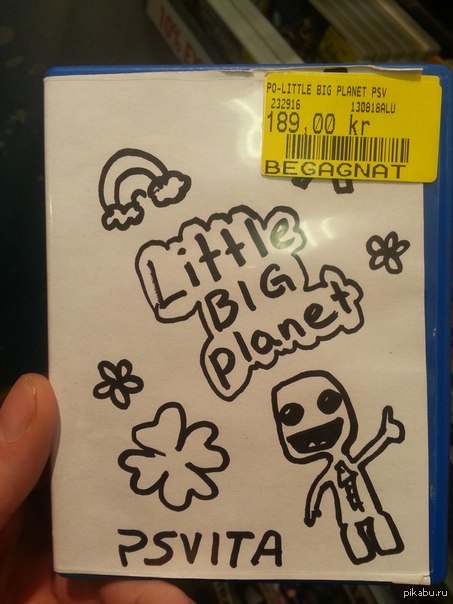 PO-LITTLE BIG PLANET PSV
232916 130818ALU
189,00 kr
BEGAGNAT
Little
BIG
planet
PSVITA
pikabu.ru